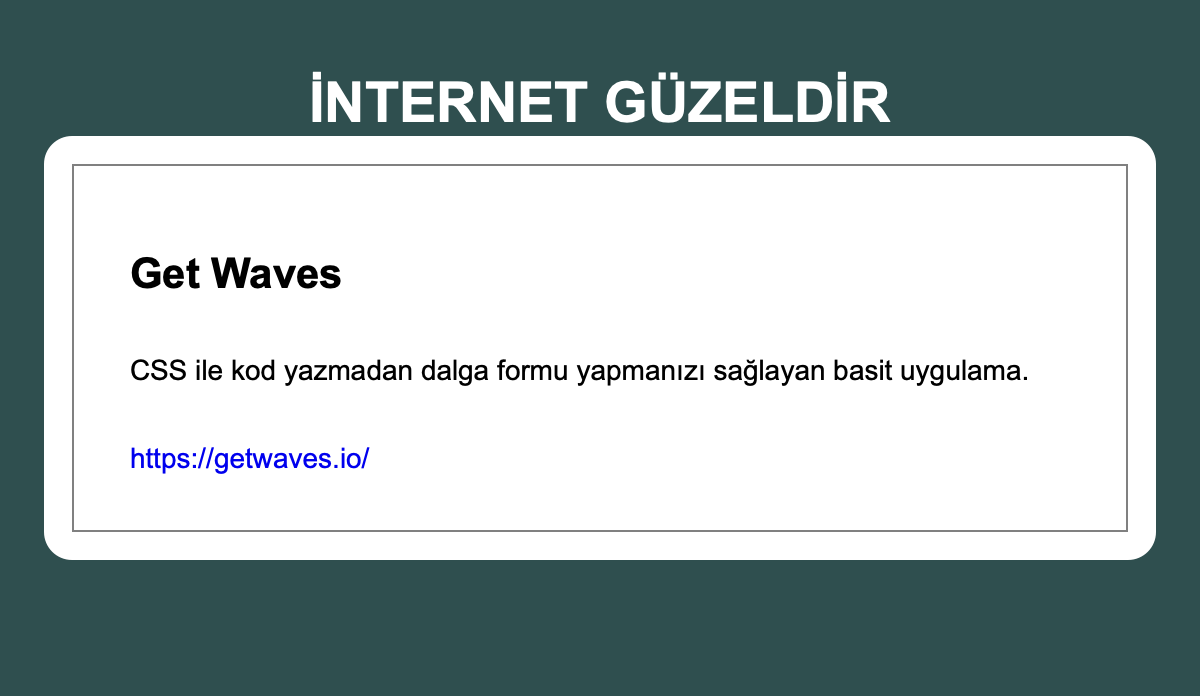 İNTERNET GÜZELDİR
Get Waves
CSS ile kod yazmadan dalga formu yapmanızı sağlayan basit uygulama.
https://getwaves.io/